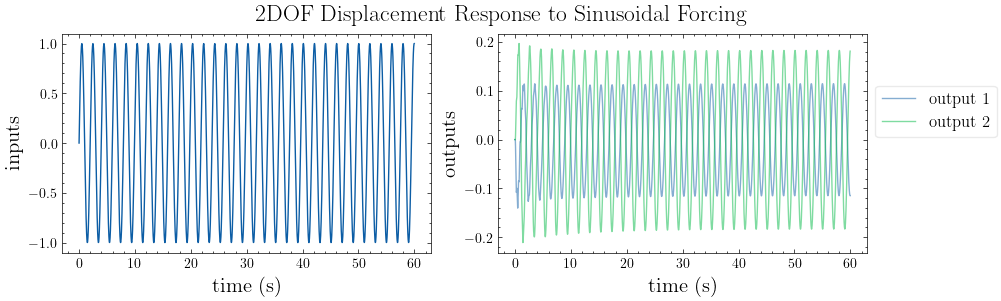 2DOF Displacement Response to Sinusoidal Forcing
inputs
1.0
0.5
0.0
−0.5
−1.0
0 10 20 30 40 50 60
time (s)
outputs
0.2
0.1
0.0
−0.1
−0.2
0 10 20 30 40 50 60
time (s)
output 1
output 2